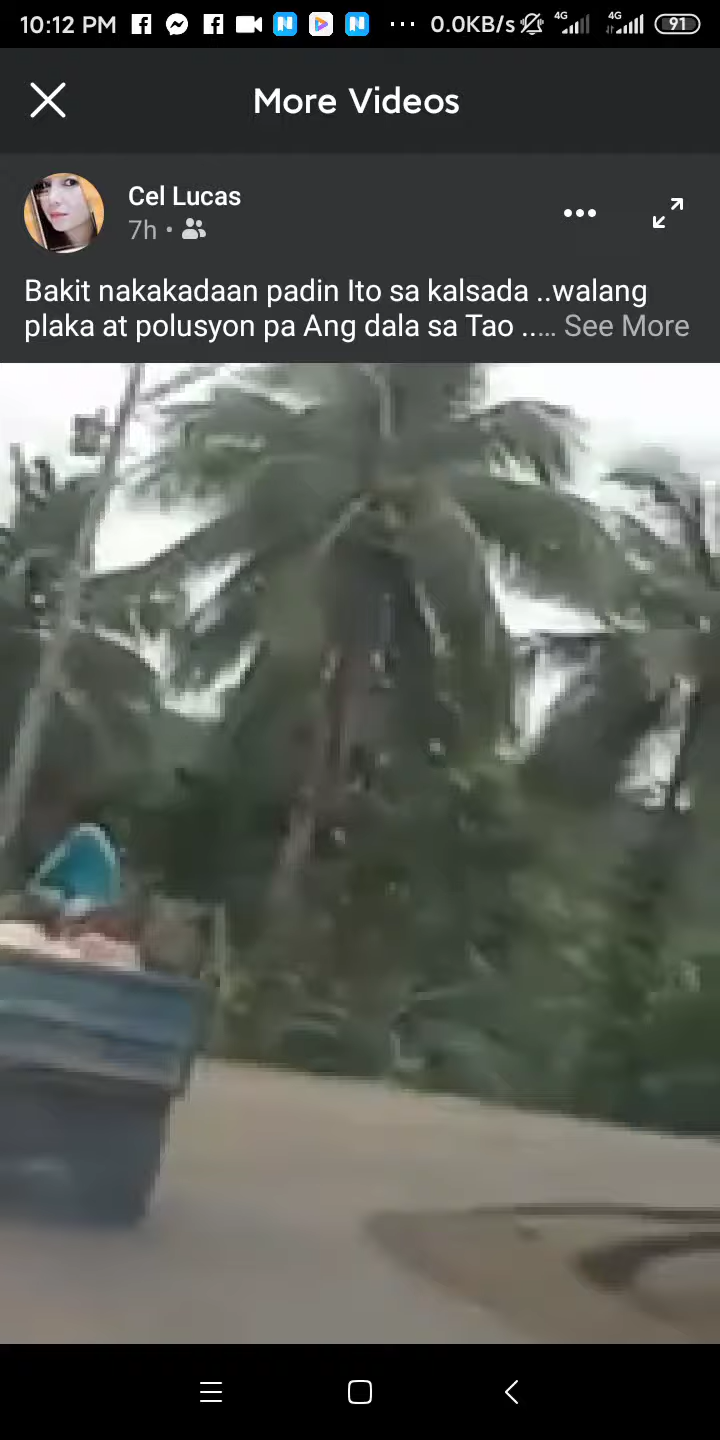 10:12 PM ... 0.0KB/s 4G 4G 91
More Videos
Cel Lucas
7h •
Bakit nakakadaan padin Ito sa kalsada ..walang
plaka at polusyon pa Ang dala sa Tao ..... See More